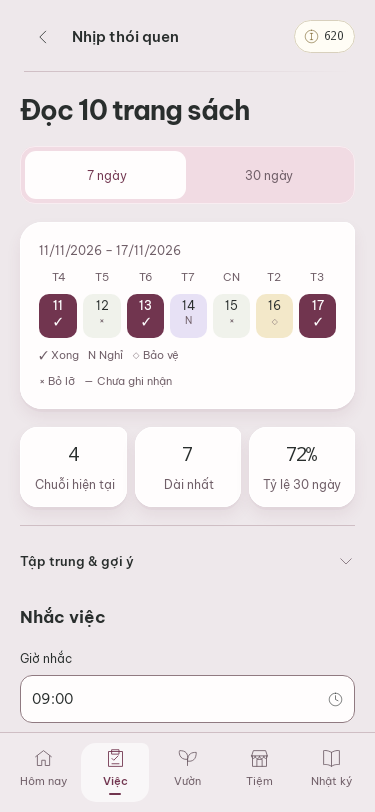 Nhịp thói quen
620
Đọc 10 trang sách
7 ngày
30 ngày
11/11/2026 – 17/11/2026
T4 T5 T6 T7 CN T2 T3
11 12 13 14 15 16 17
✓ × ✓ N × ◇ ✓
✓ Xong N Nghỉ ◇ Bảo vệ
× Bỏ lỡ — Chưa ghi nhận
4 7 72%
Chuỗi hiện tại Dài nhất Tỷ lệ 30 ngày
Tập trung & gợi ý
Nhắc việc
Giờ nhắc
09:00
Hôm nay Việc Vườn Tiệm Nhật ký